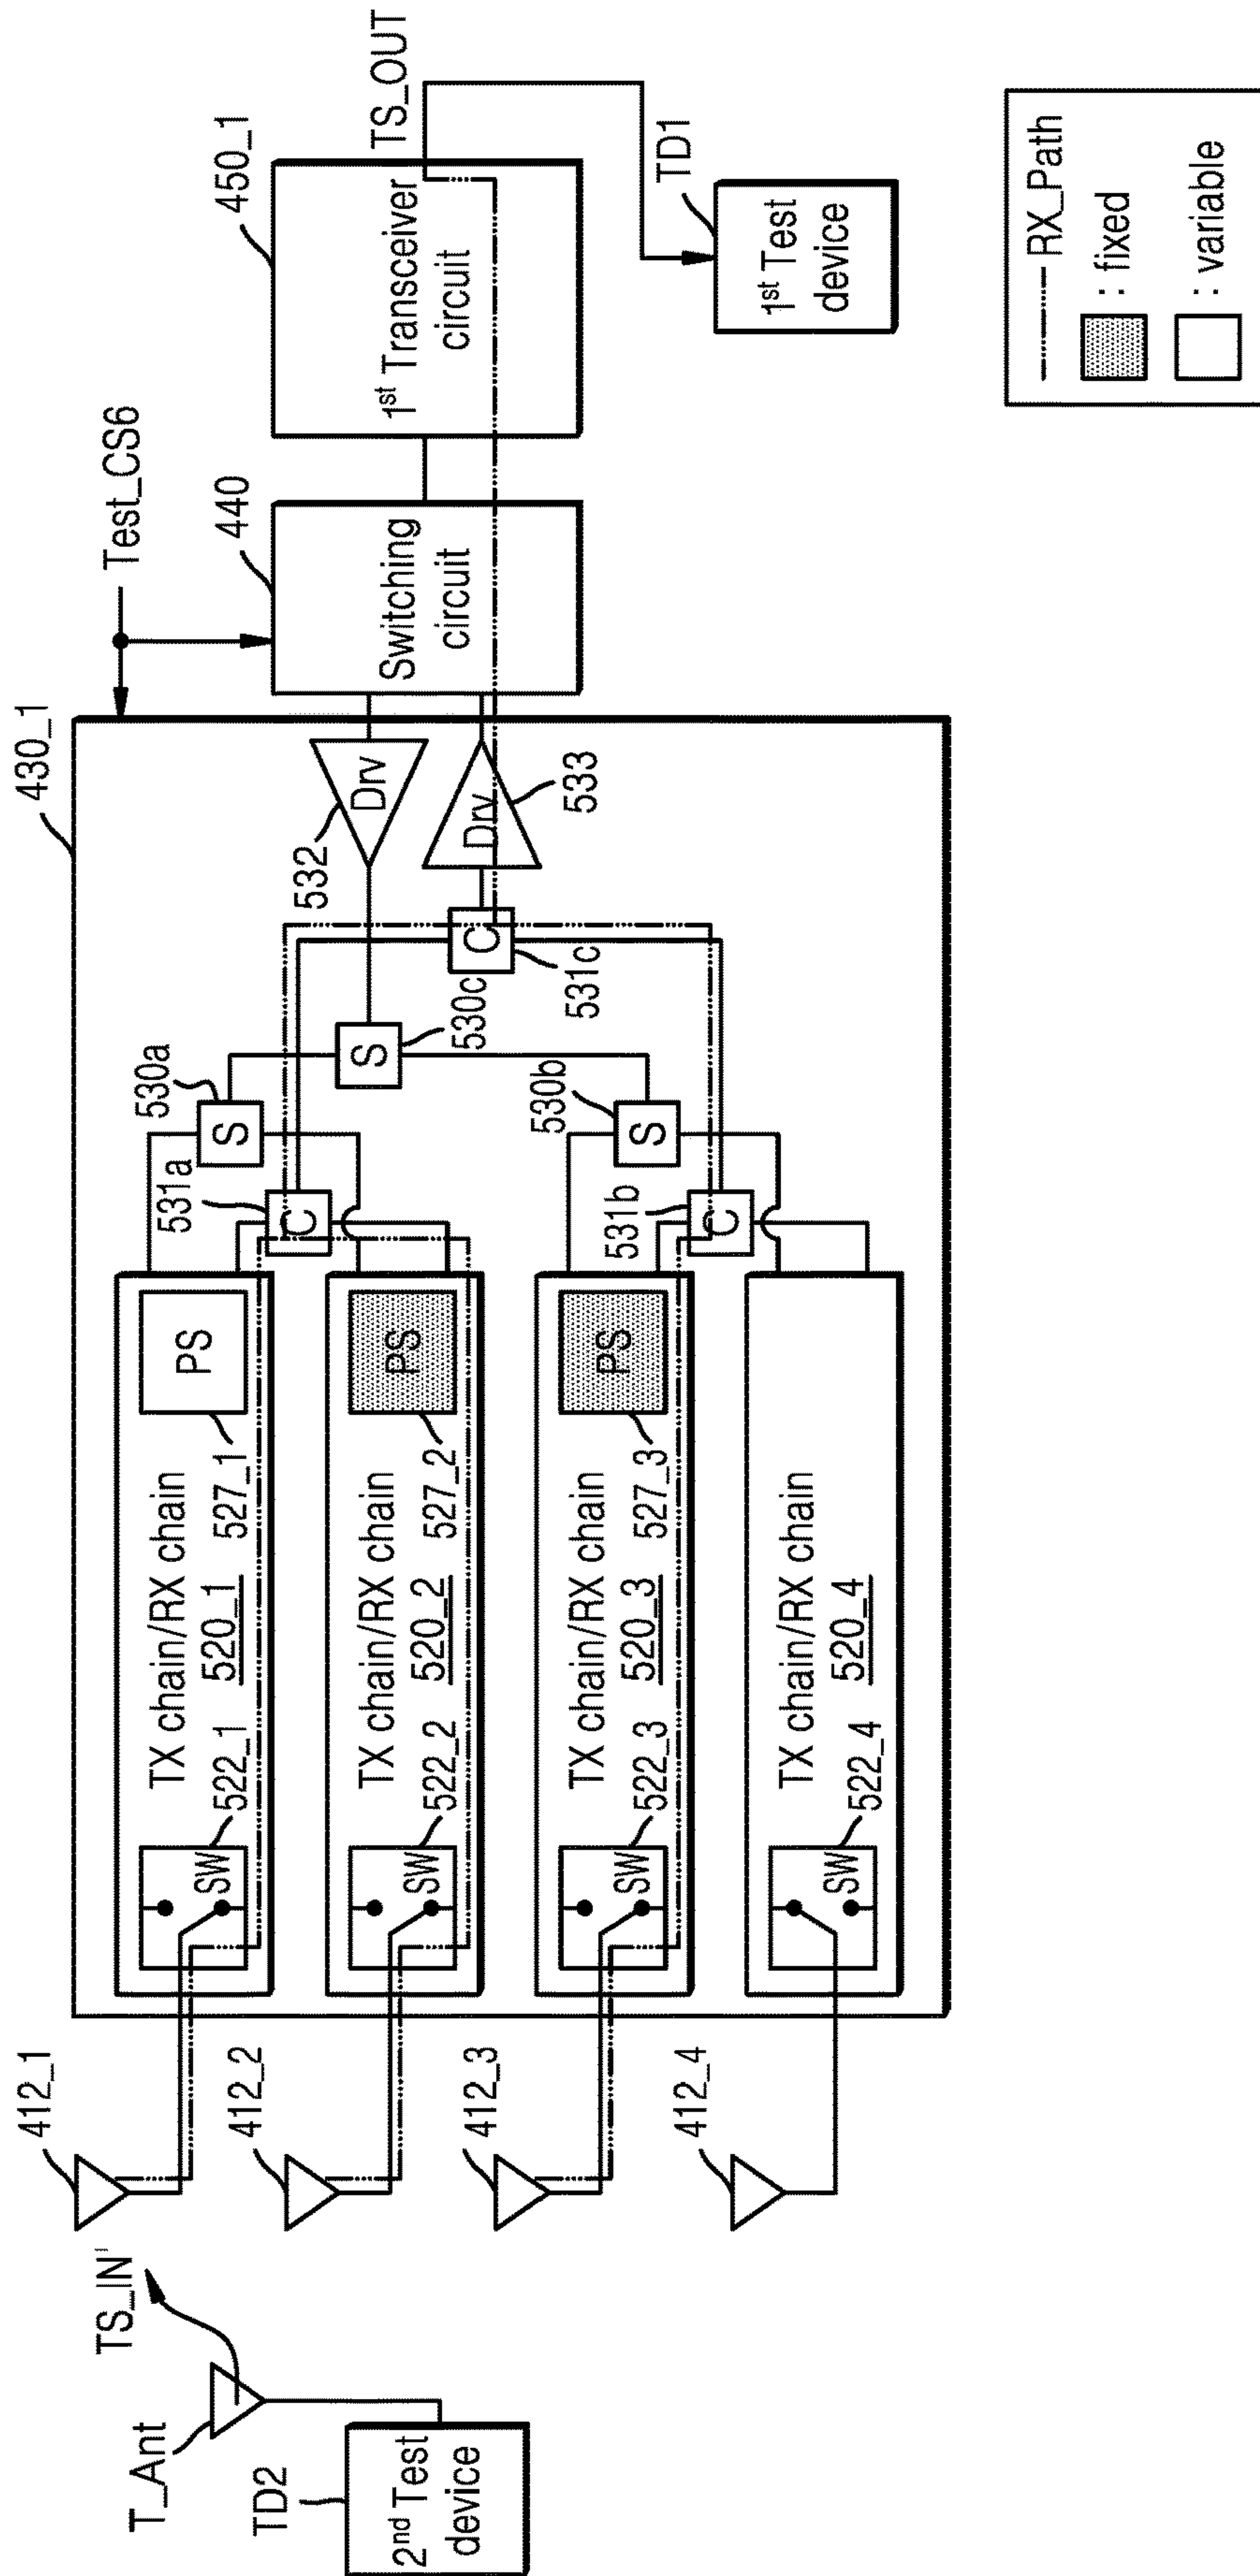 430_1
Test_CS6
440
450_1
TS_OUT
Switching
circuit
1st Transceiver
circuit
TD1
1st Test
device
RX_Path
: fixed
: variable
532
Drv
Drv
533
530a
S
531a
C
530c
S
C
531c
530b
S
531b
C
412_1
522_1
SW
TX chain/RX chain
520_1
527_1
PS
412_2
522_2
SW
TX chain/RX chain
520_2
527_2
PS
412_3
522_3
SW
TX chain/RX chain
520_3
527_3
PS
412_4
522_4
SW
TX chain/RX chain
520_4
TS_IN'
T_Ant
TD2
2nd Test
device